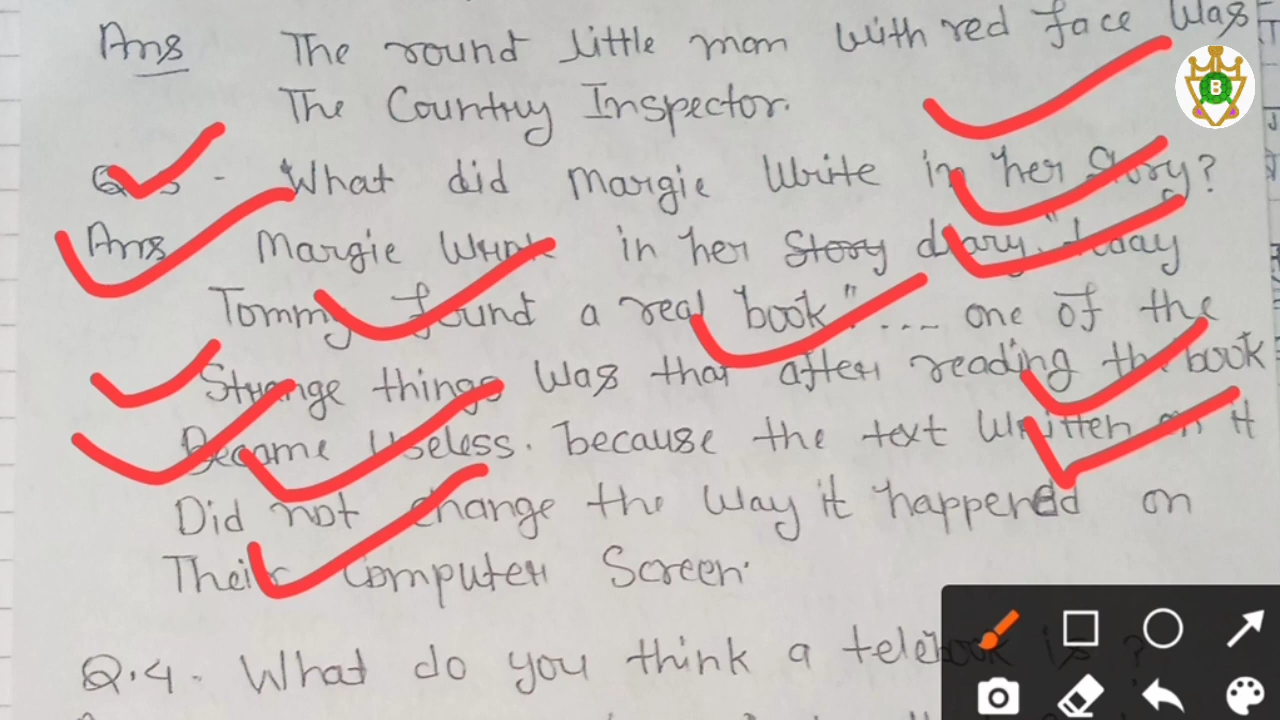 Ans The round little man with red face was
The Country Inspector.
Q. 3 - What did Margie Write in her Story?
Ans Margie Write in her Story diary "today
Tommy found a real book" ... one of the
Strange things Was that after reading the book
Became Useless. because the text Written on it
Did not change the Way it happened on
Their Computer Screen.
Q.4. What do you think a telebook is ?
B